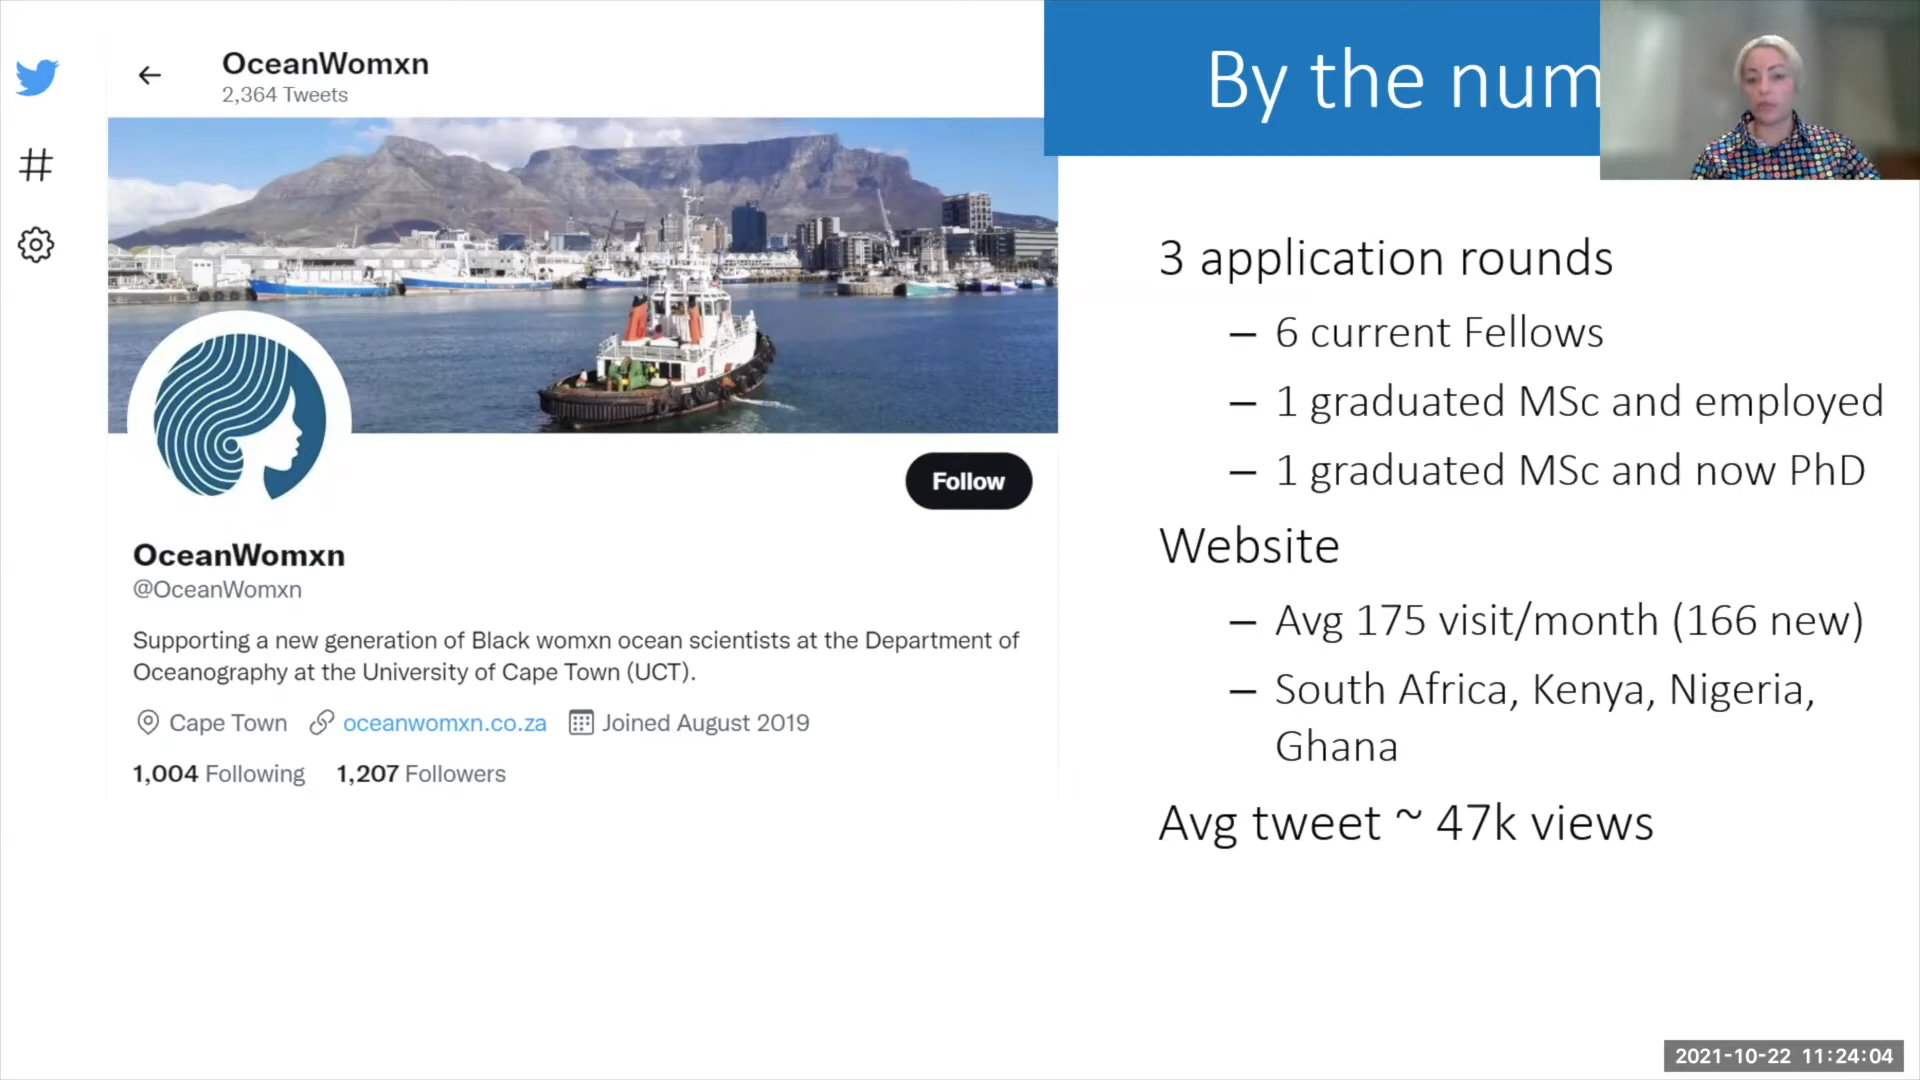 OceanWomxn
2,364 Tweets
Follow
OceanWomxn
@OceanWomxn
Supporting a new generation of Black womxn ocean scientists at the Department of
Oceanography at the University of Cape Town (UCT).
Cape Town oceanwomxn.co.za Joined August 2019
1,004 Following 1,207 Followers
By the num
3 application rounds
– 6 current Fellows
– 1 graduated MSc and employed
– 1 graduated MSc and now PhD
Website
– Avg 175 visit/month (166 new)
– South Africa, Kenya, Nigeria,
Ghana
Avg tweet ~ 47k views
2021-10-22 11:24:04